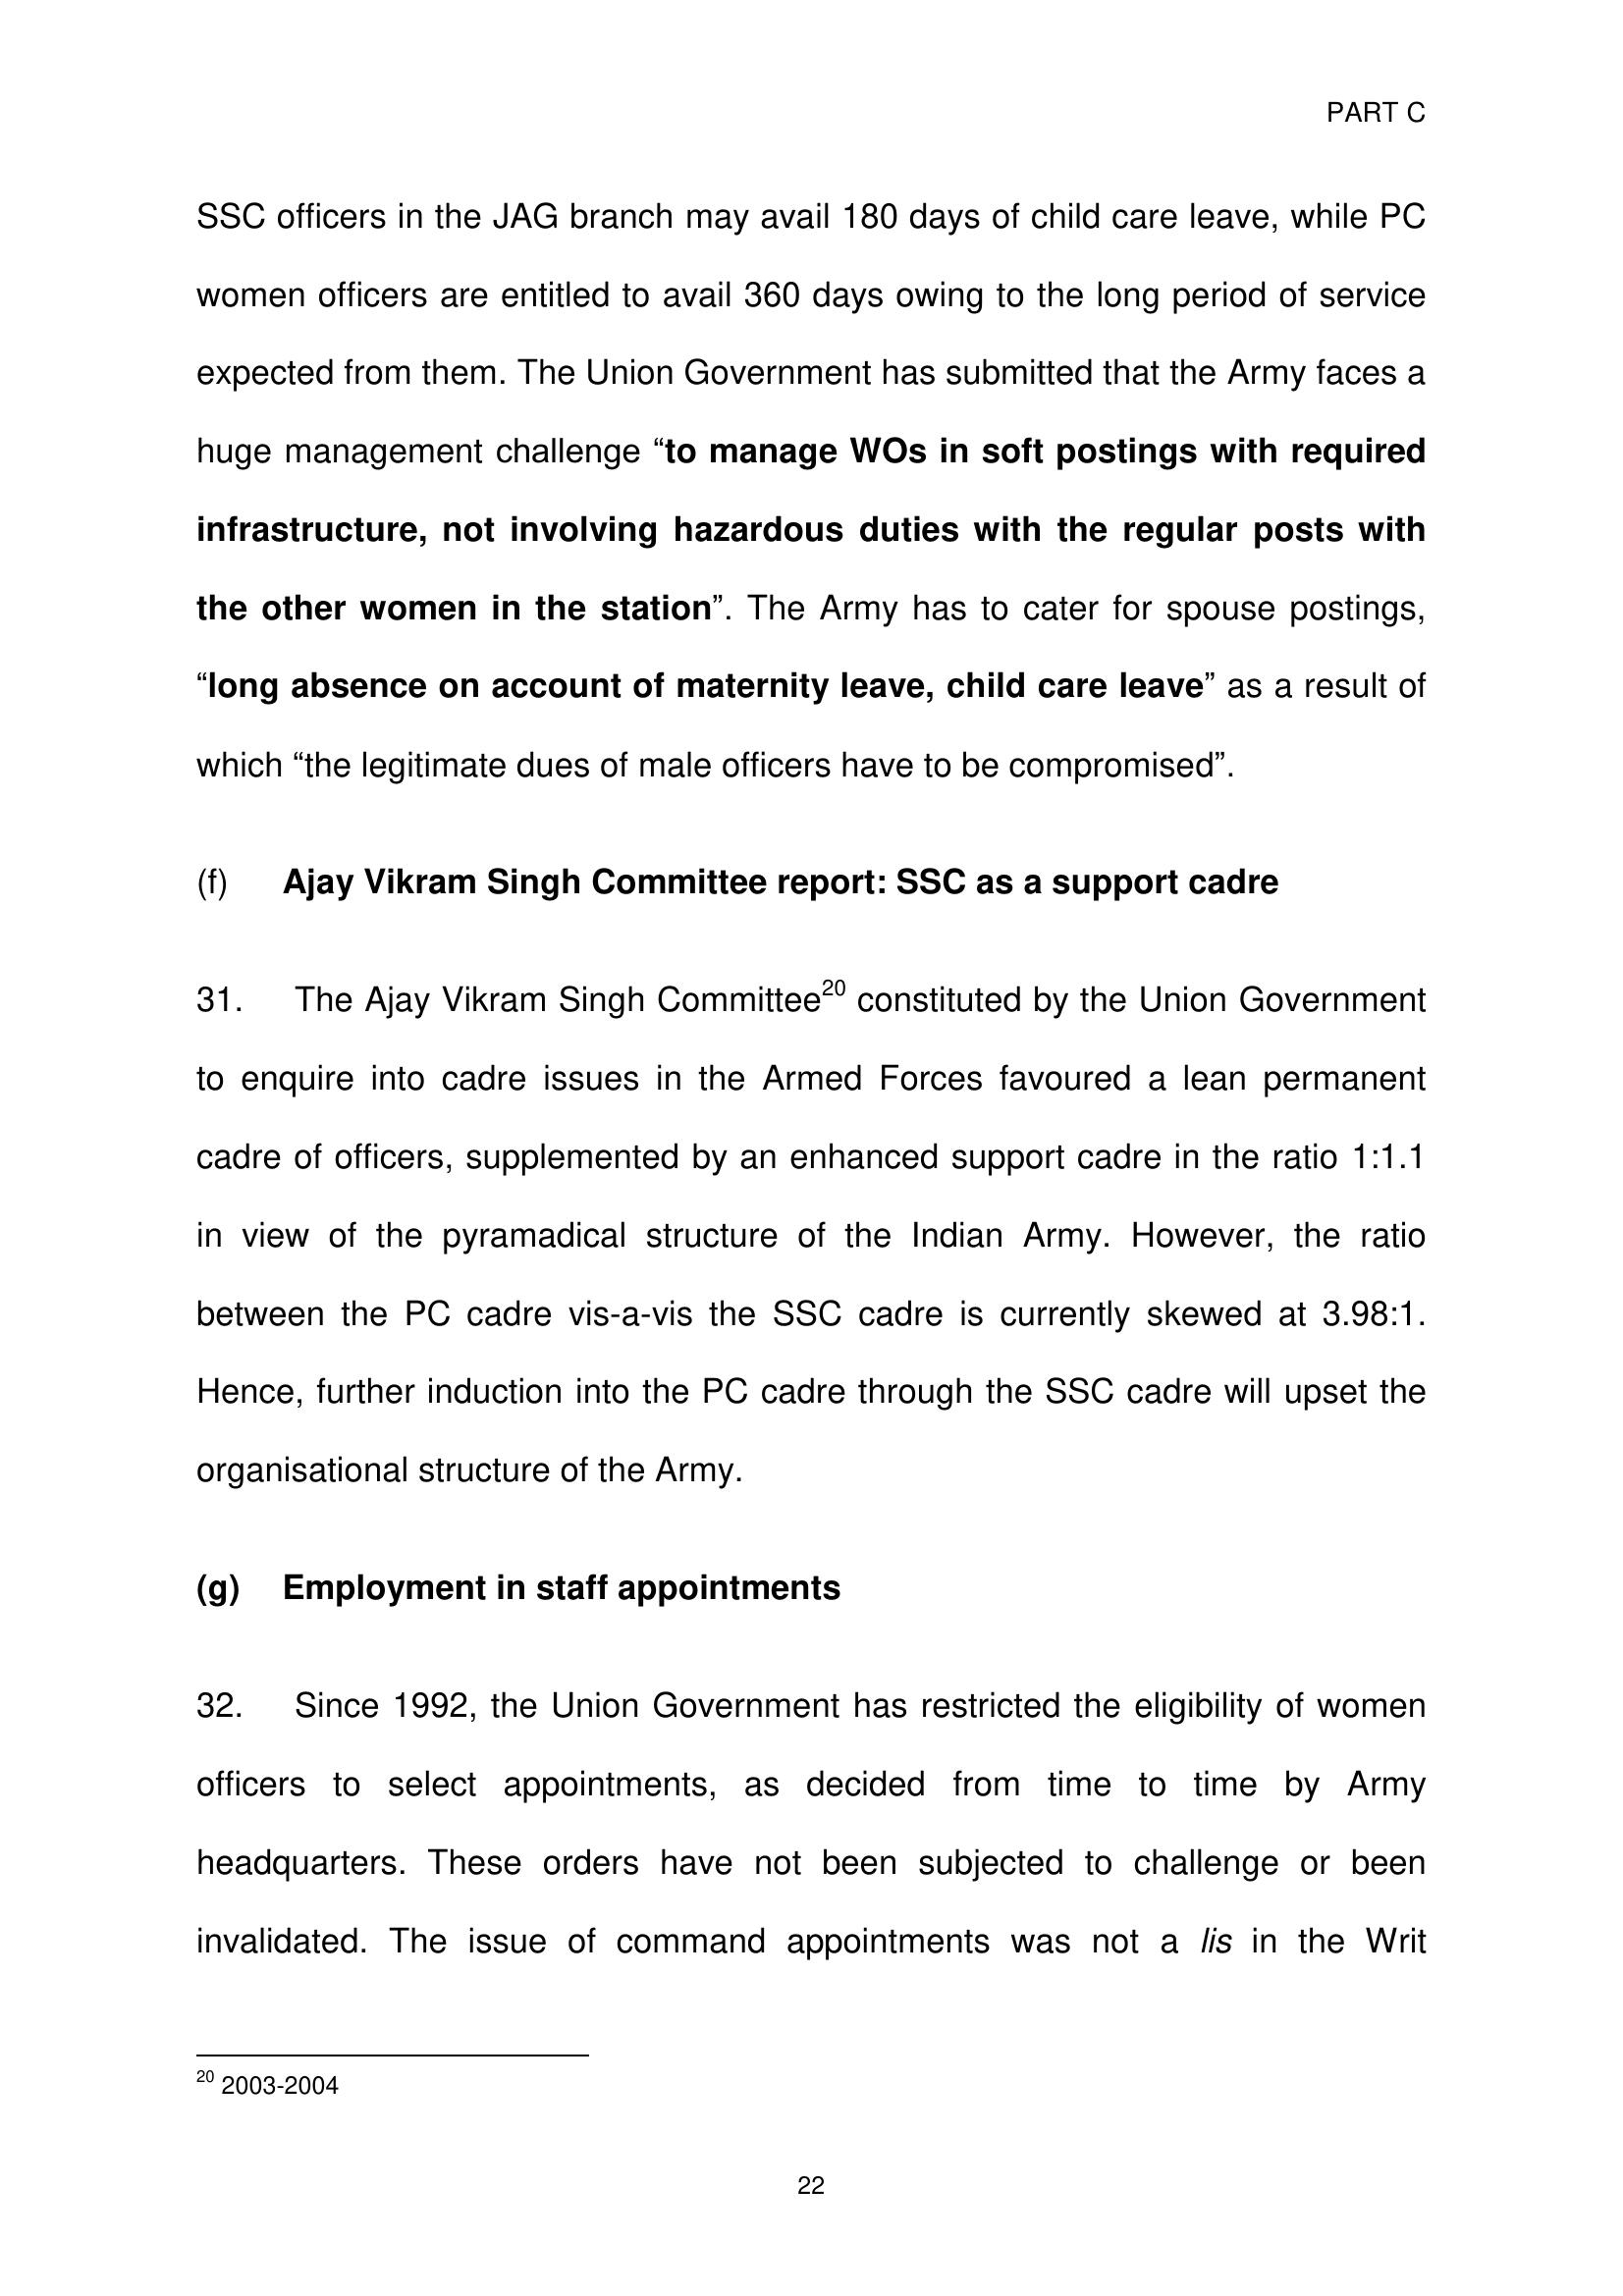 PART C
SSC officers in the JAG branch may avail 180 days of child care leave, while PC
women officers are entitled to avail 360 days owing to the long period of service
expected from them. The Union Government has submitted that the Army faces a
huge management challenge “to manage WOs in soft postings with required
infrastructure, not involving hazardous duties with the regular posts with
the other women in the station”. The Army has to cater for spouse postings,
“long absence on account of maternity leave, child care leave” as a result of
which “the legitimate dues of male officers have to be compromised”.
(f) Ajay Vikram Singh Committee report: SSC as a support cadre
31. The Ajay Vikram Singh Committee20 constituted by the Union Government
to enquire into cadre issues in the Armed Forces favoured a lean permanent
cadre of officers, supplemented by an enhanced support cadre in the ratio 1:1.1
in view of the pyramadical structure of the Indian Army. However, the ratio
between the PC cadre vis-a-vis the SSC cadre is currently skewed at 3.98:1.
Hence, further induction into the PC cadre through the SSC cadre will upset the
organisational structure of the Army.
(g) Employment in staff appointments
32. Since 1992, the Union Government has restricted the eligibility of women
officers to select appointments, as decided from time to time by Army
headquarters. These orders have not been subjected to challenge or been
invalidated. The issue of command appointments was not a lis in the Writ
20 2003-2004
22